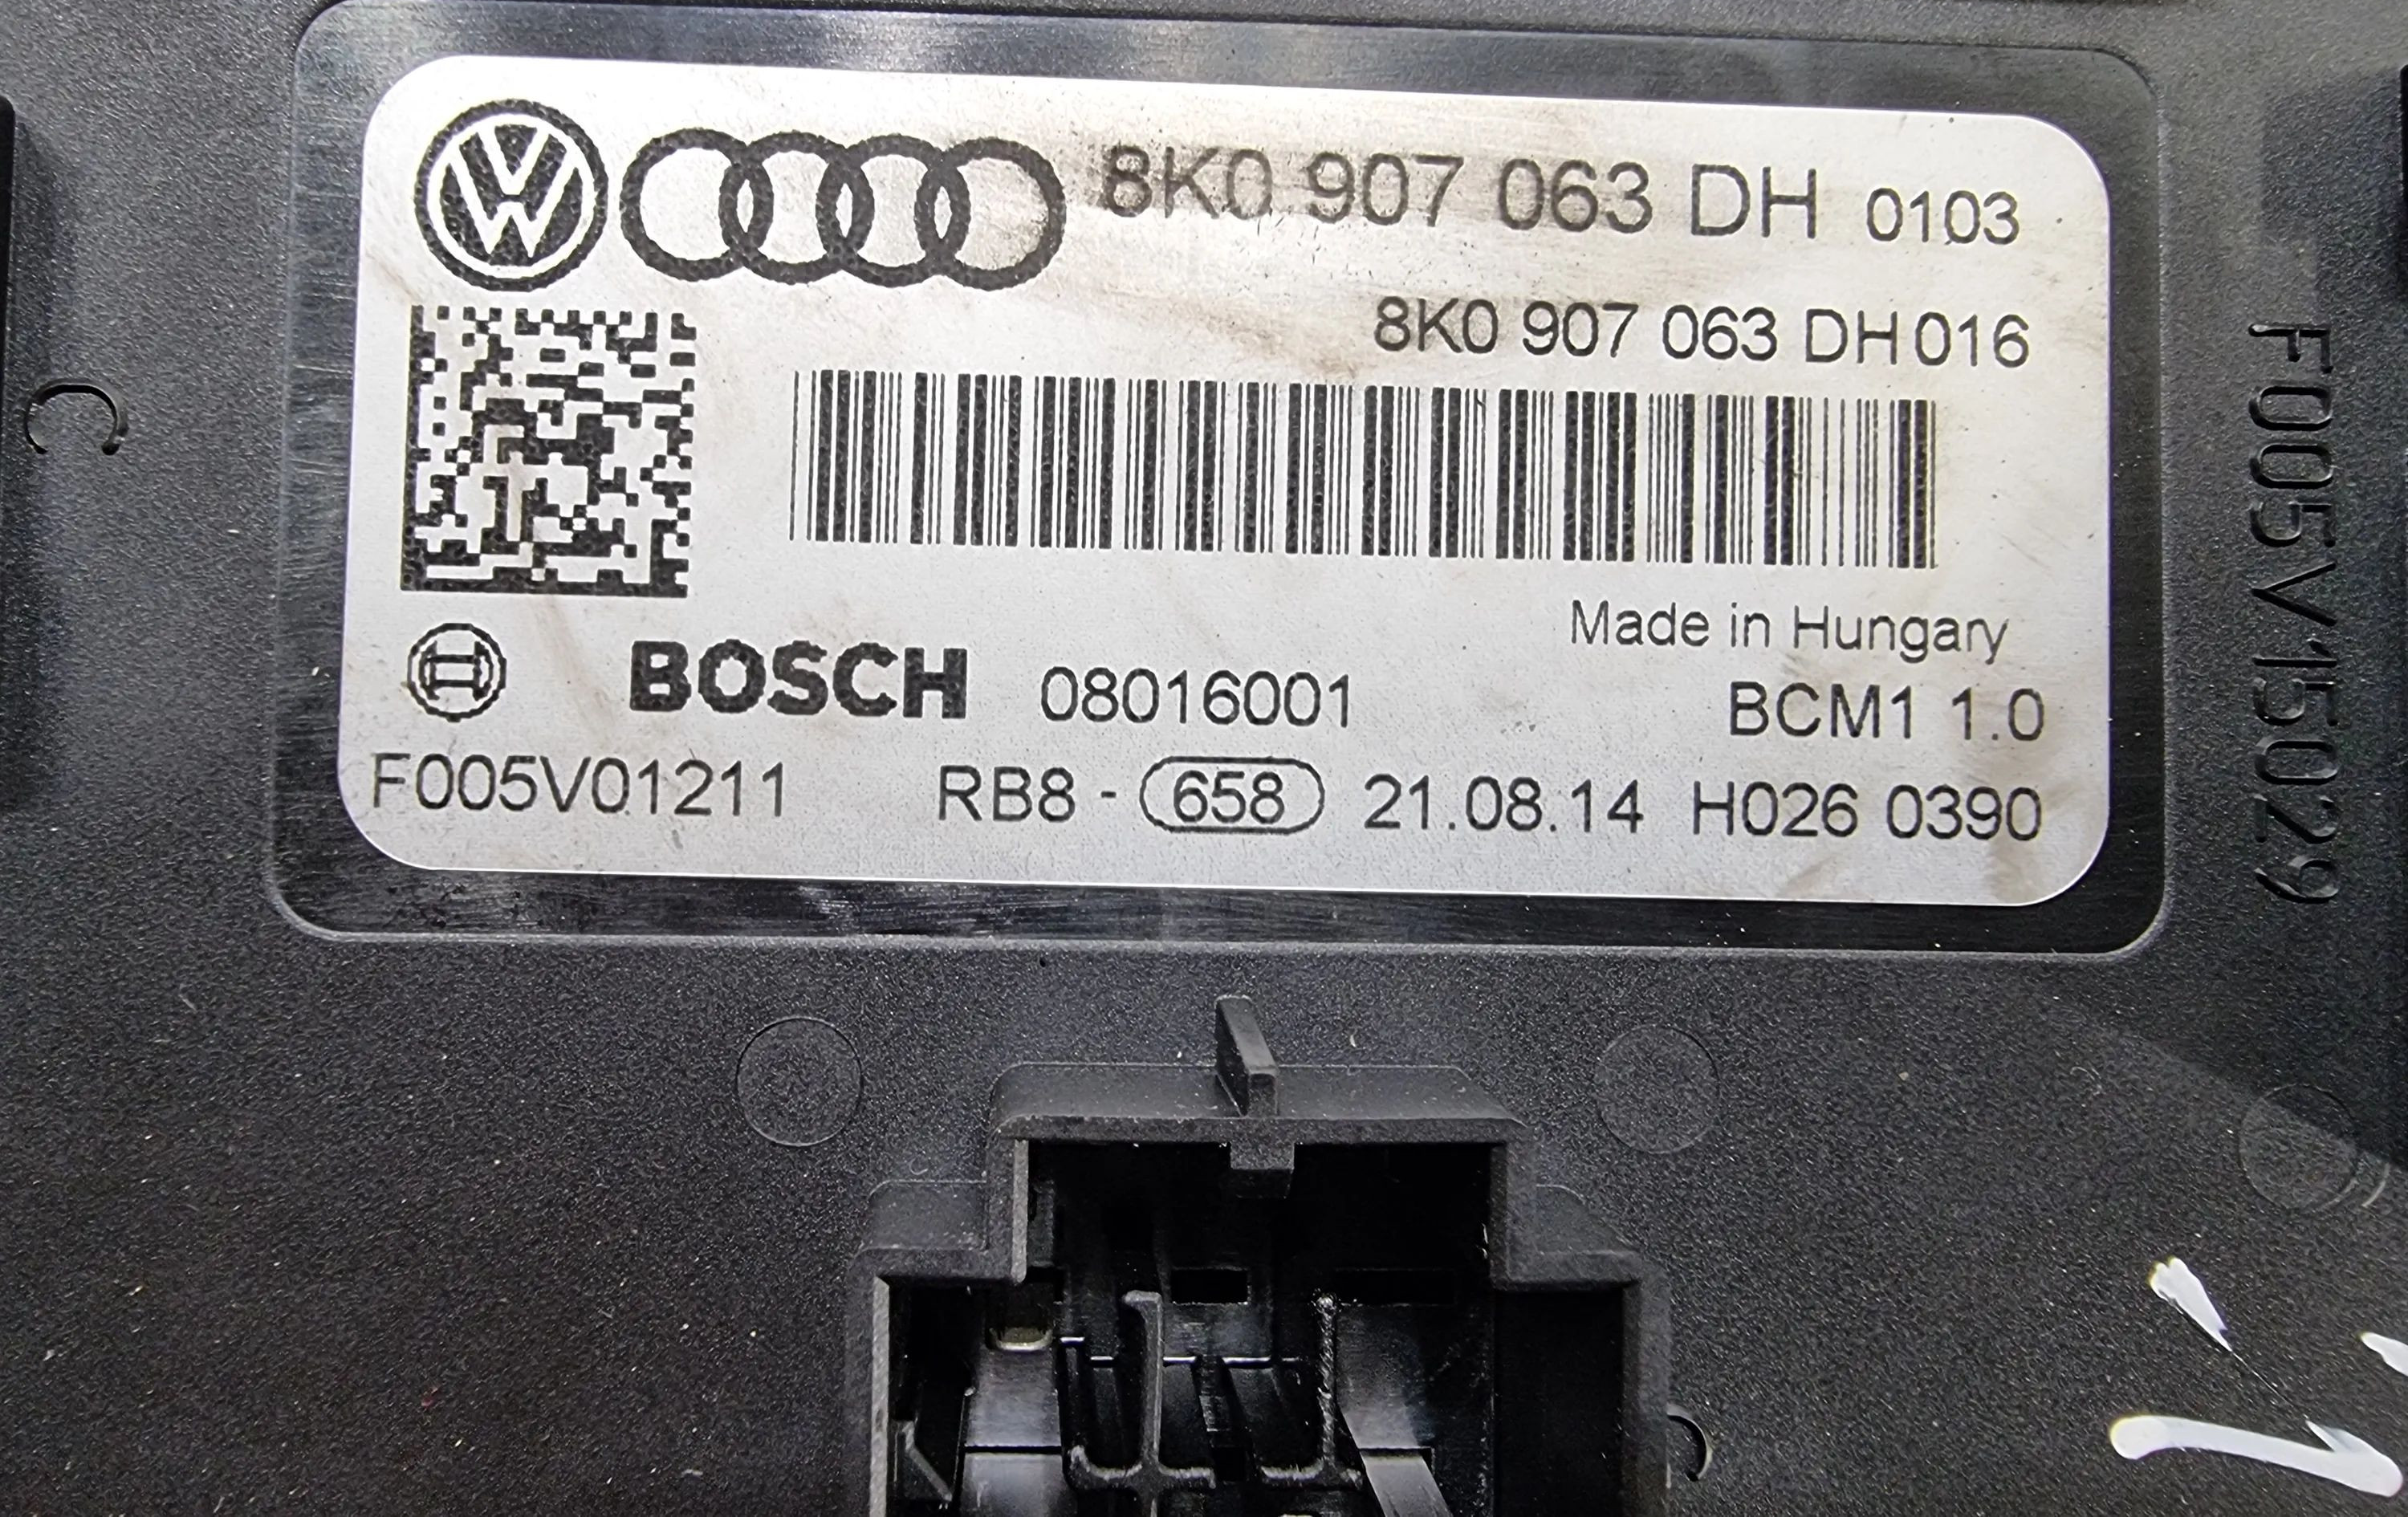 8K0 907 063 DH 0103
8K0 907 063 DH 016
Made in Hungary
BOSCH 08016001
BCM1 1.0
F005V01211 RB8 - 658 21.08.14 H026 0390
F005V15029
C